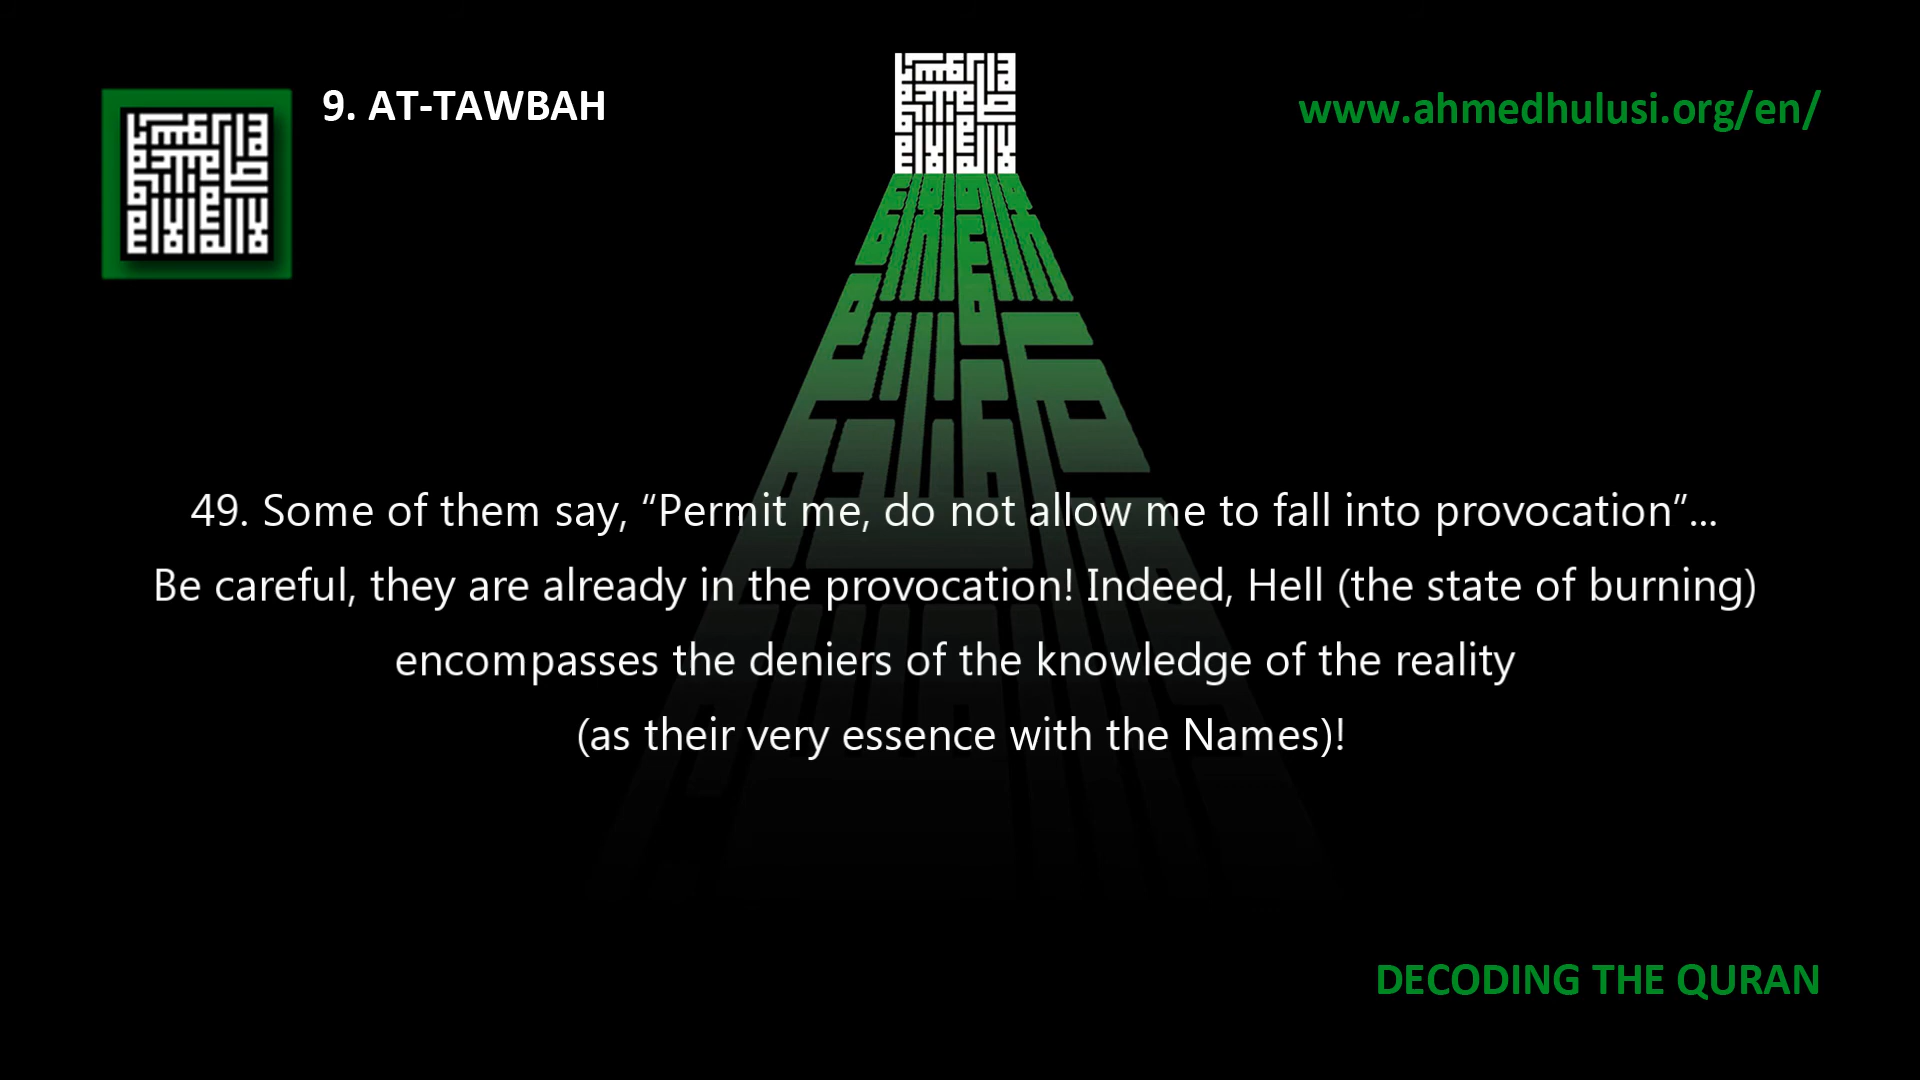 9. AT-TAWBAH
www.ahmedhulusi.org/en/
49. Some of them say, “Permit me, do not allow me to fall into provocation”...
Be careful, they are already in the provocation! Indeed, Hell (the state of burning)
encompasses the deniers of the knowledge of the reality
(as their very essence with the Names)!
DECODING THE QURAN